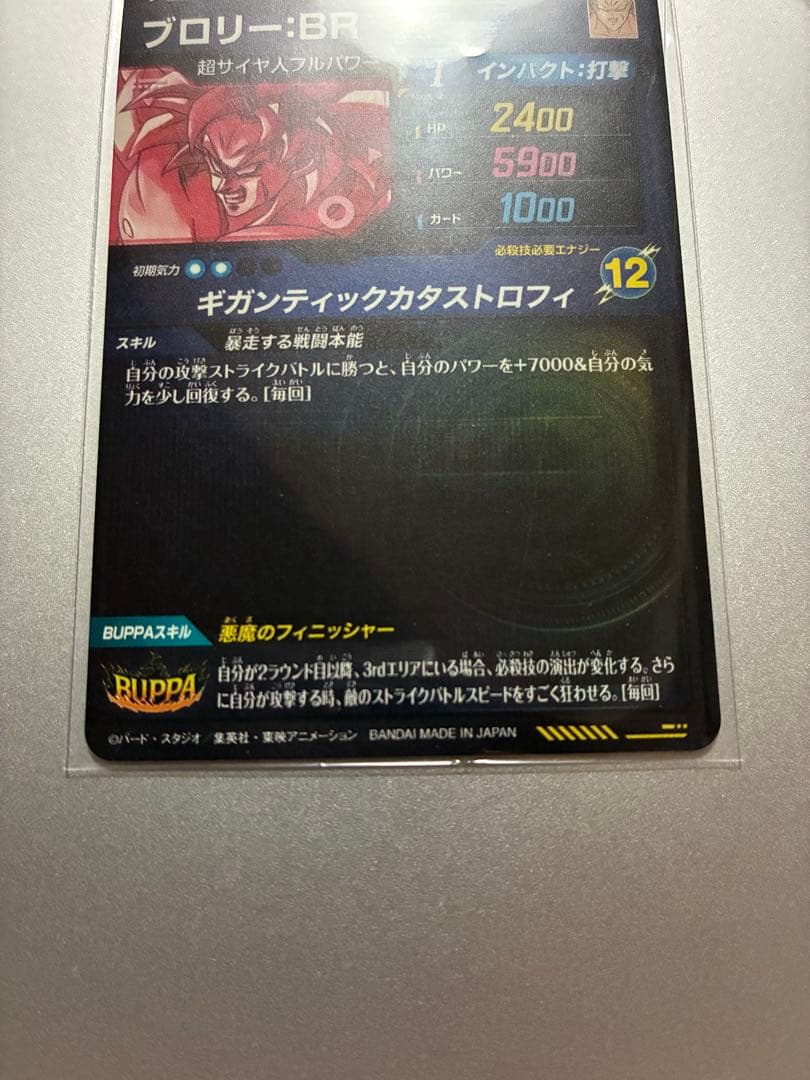 ブロリー:BR
超サイヤ人フルパワー
I インパクト:打撃
HP 2400
パワー 5900
ガード 1000
初期気力
必殺技必要エナジー
12
ギガンティックカタストロフィ
スキル 暴走する戦闘本能
自分の攻撃ストライクバトルに勝つと、自分のパワーを+7000&自分の気
力を少し回復する。[毎回]
BUPPAスキル 悪魔のフィニッシャー
BUPPA
自分が2ラウンド目以降、3rdエリアにいる場合、必殺技の演出が変化する。さら
に自分が攻撃する時、敵のストライクバトルスピードをすごく狂わせる。[毎回]
©バード・スタジオ/集英社・東映アニメーション BANDAI MADE IN JAPAN